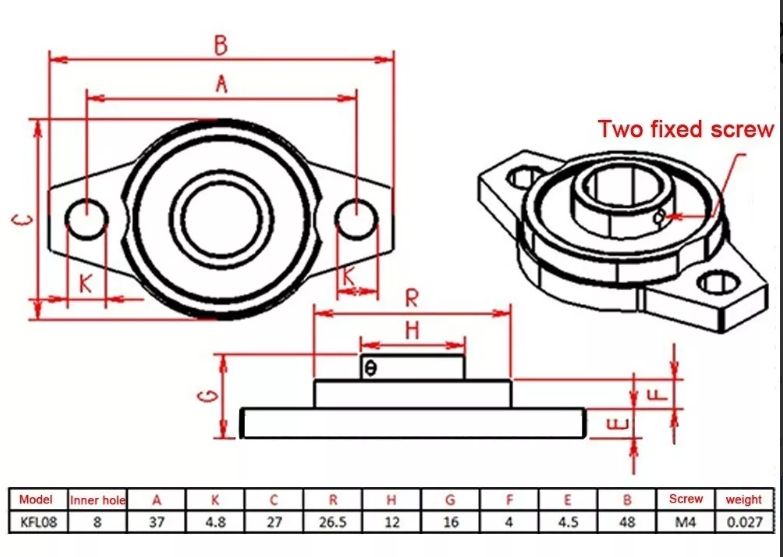 B
A
Two fixed screw
C
K
K
R
H
G
F
E
Model Inner hole A K C R H G F E B Screw weight
KFL08 8 37 4.8 27 26.5 12 16 4 4.5 48 M4 0.027